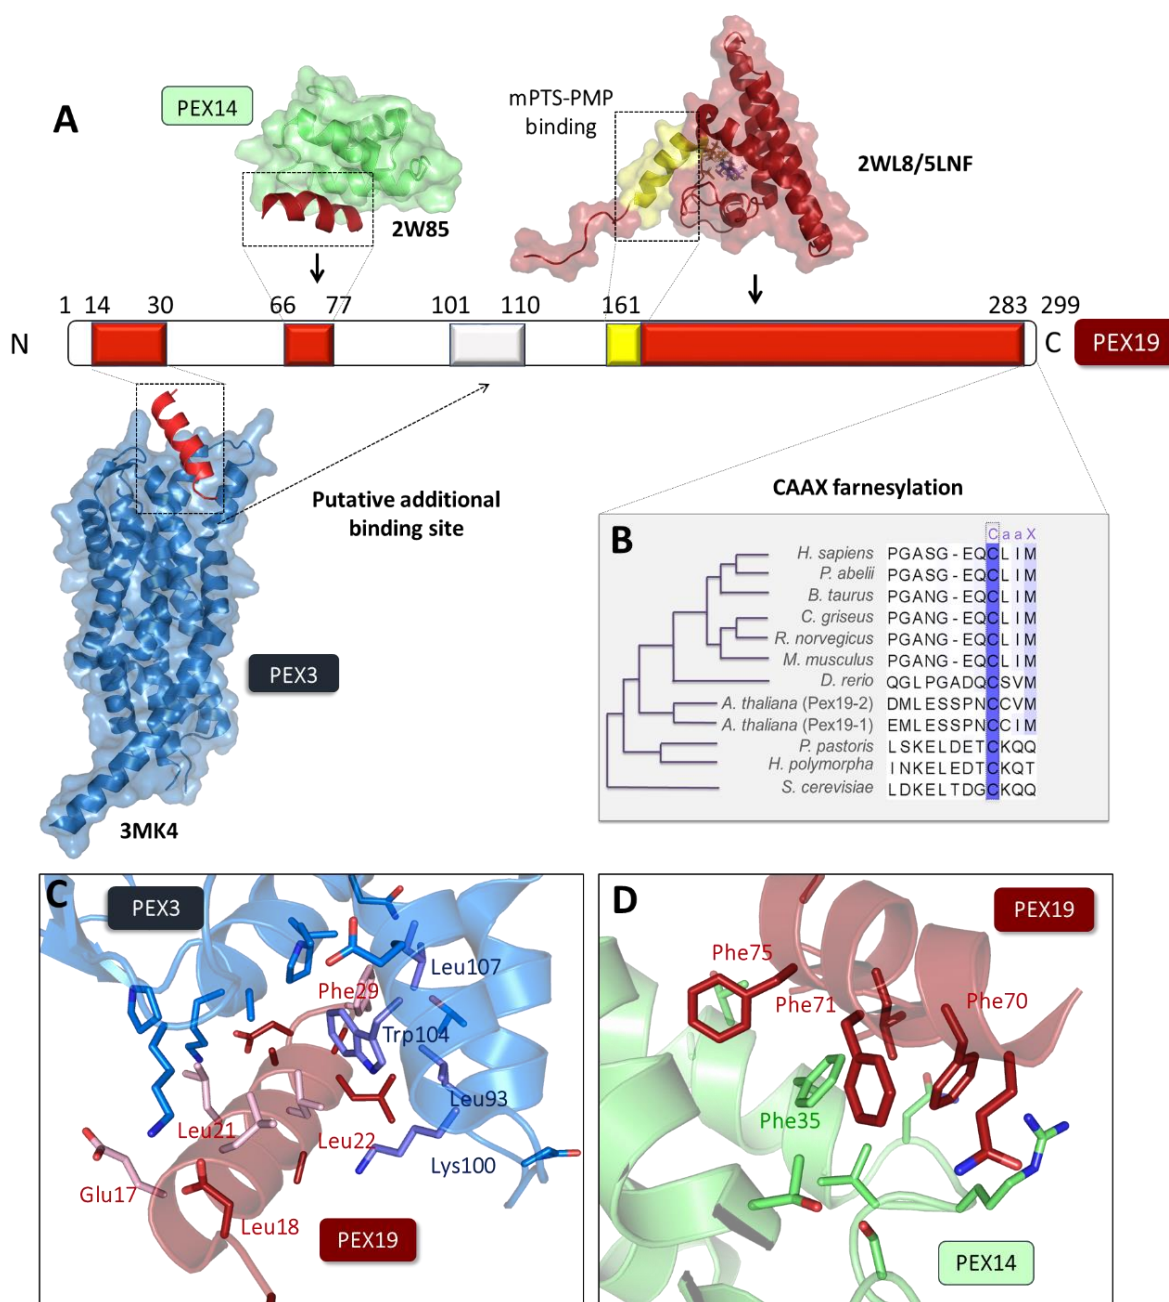 A
PEX14
2W85
mPTS-PMP
binding
2WL8/5LNF
1 14 30 66 77 101 110 161 283 299
N
C
PEX19
Putative additional
binding site
PEX3
3MK4
CAAX farnesylation
B
C a a X
H. sapiens PGASG-EQCLIM
P. abelii PGASG-EQCLIM
B. taurus PGANG-EQCLIM
C. griseus PGANG-EQCLIM
R. norvegicus PGANG-EQCLIM
M. musculus PGANG-EQCLIM
D. rerio QGLPGADQCSVM
A. thaliana (Pex19-2) DMLESSPNCCVM
A. thaliana (Pex19-1) EMLESSPNCCIM
P. pastoris LSKELDETCKQQ
H. polymorpha INKELEDTCKQT
S. cerevisiae LDKELTDGCKQQ
C
PEX3
Leu107
Phe29
Trp104
Leu93
Leu21
Leu22
Lys100
Glu17
Leu18
PEX19
D
PEX19
Phe75
Phe71
Phe70
Phe35
PEX14